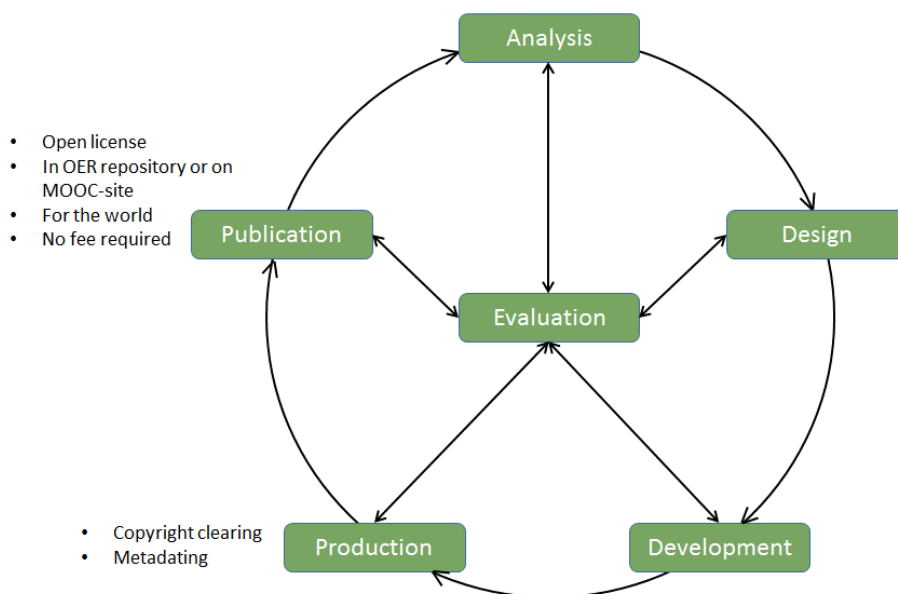 Analysis
• Open license
• In OER repository or on
MOOC-site
• For the world
• No fee required
Publication
Design
Evaluation
• Copyright clearing
• Metadating
Production
Development